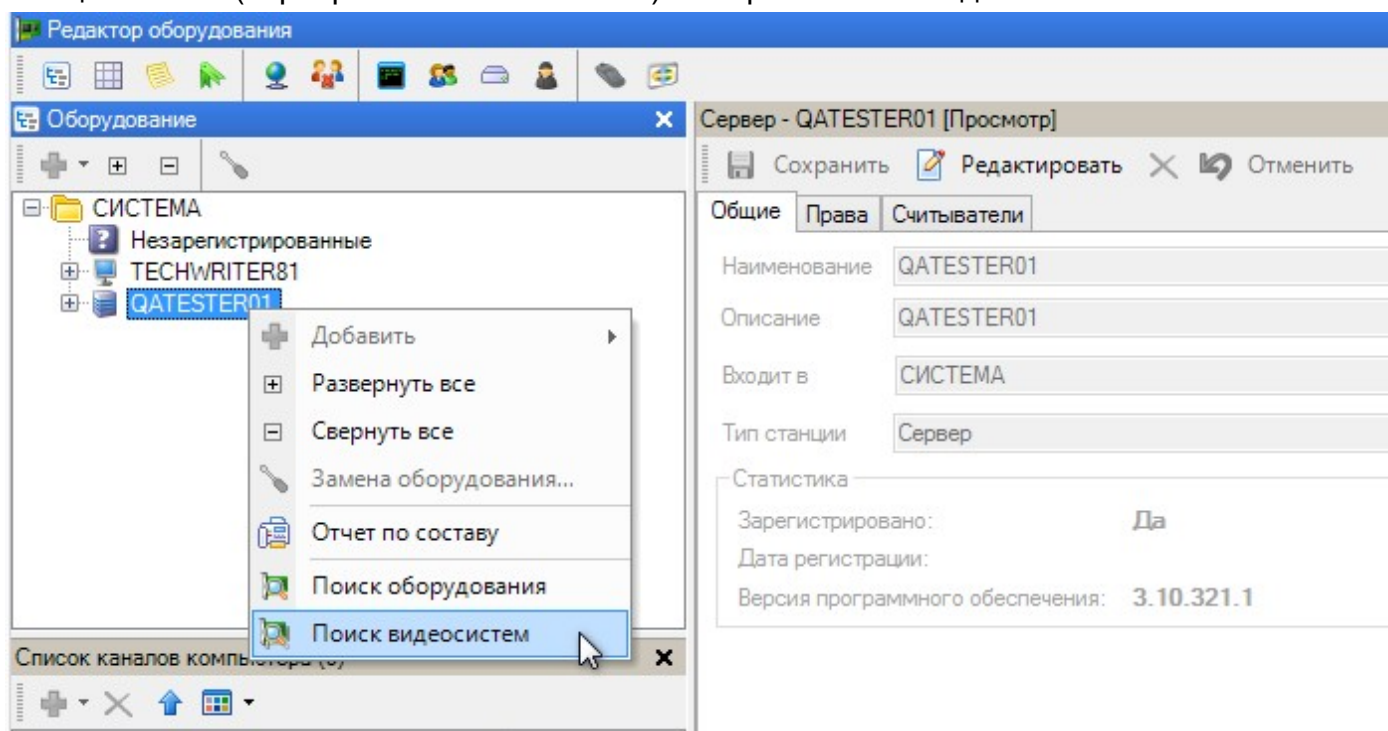 Редактор оборудования
Оборудование
СИСТЕМА
Незарегистрированные
TECHWRITER81
QATESTER01
Добавить
Развернуть все
Свернуть все
Замена оборудования...
Отчет по составу
Поиск оборудования
Поиск видеосистем
Список каналов
Сервер - QATESTER01 [Просмотр]
Сохранить Редактировать Отменить
Общие Права Считыватели
Наименование QATESTER01
Описание QATESTER01
Входит в СИСТЕМА
Тип станции Сервер
Статистика
Зарегистрировано: Да
Дата регистрации:
Версия программного обеспечения: 3.10.321.1